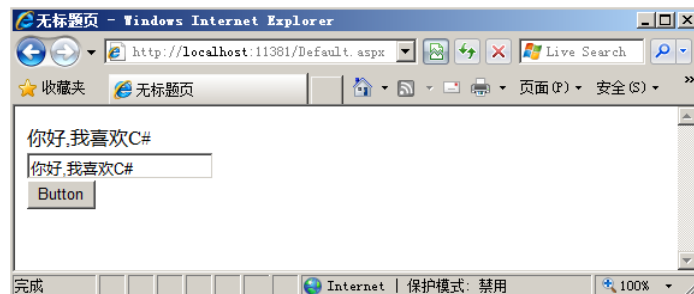 无标题页 - Windows Internet Explorer
http://localhost:11381/Default.aspx
Live Search
收藏夹
无标题页
页面(P)
安全(S)
»
你好,我喜欢C#
你好,我喜欢C#
Button
完成
Internet | 保护模式: 禁用
100%